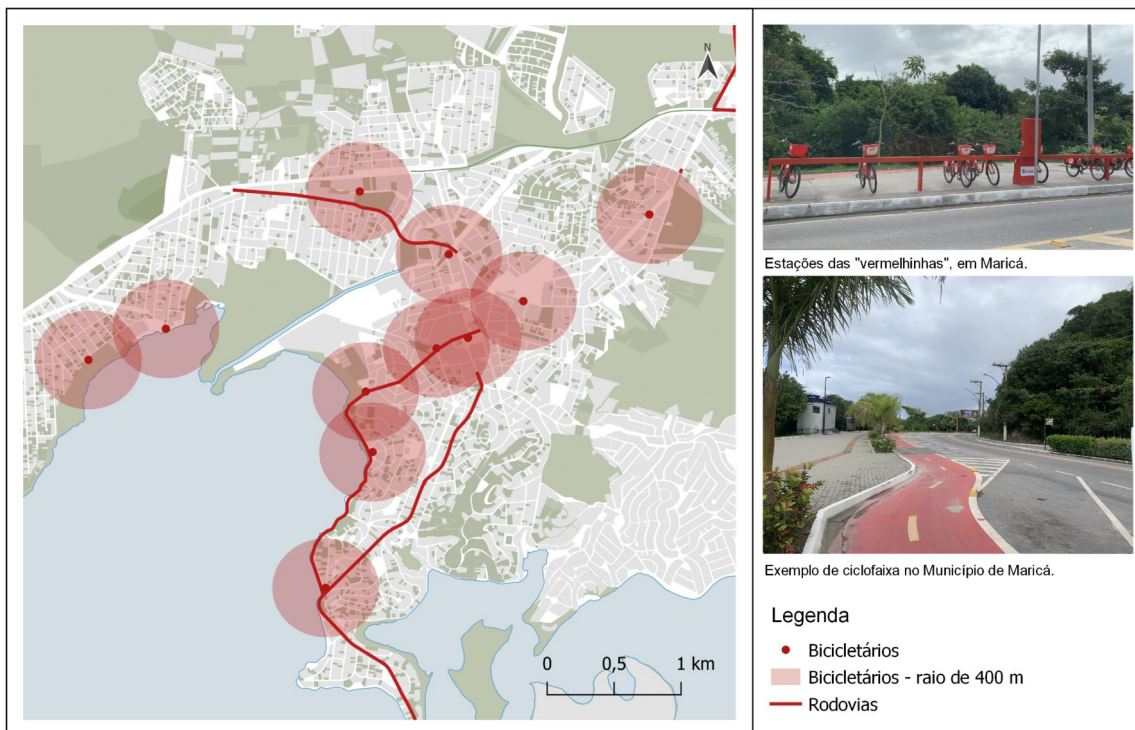 N
0 0,5 1 km
Estações das "vermelhinhas", em Maricá.
Exemplo de ciclofaixa no Município de Maricá.
Legenda
Bicicletários
Bicicletários - raio de 400 m
Rodovias